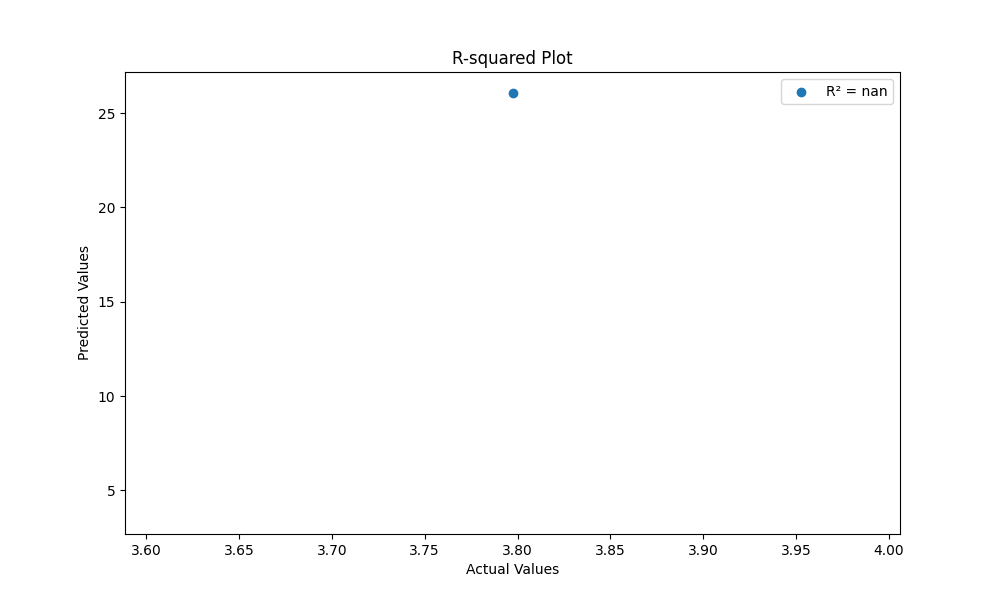 R-squared Plot
R² = nan
25
20
15
10
5
Predicted Values
3.60 3.65 3.70 3.75 3.80 3.85 3.90 3.95 4.00
Actual Values